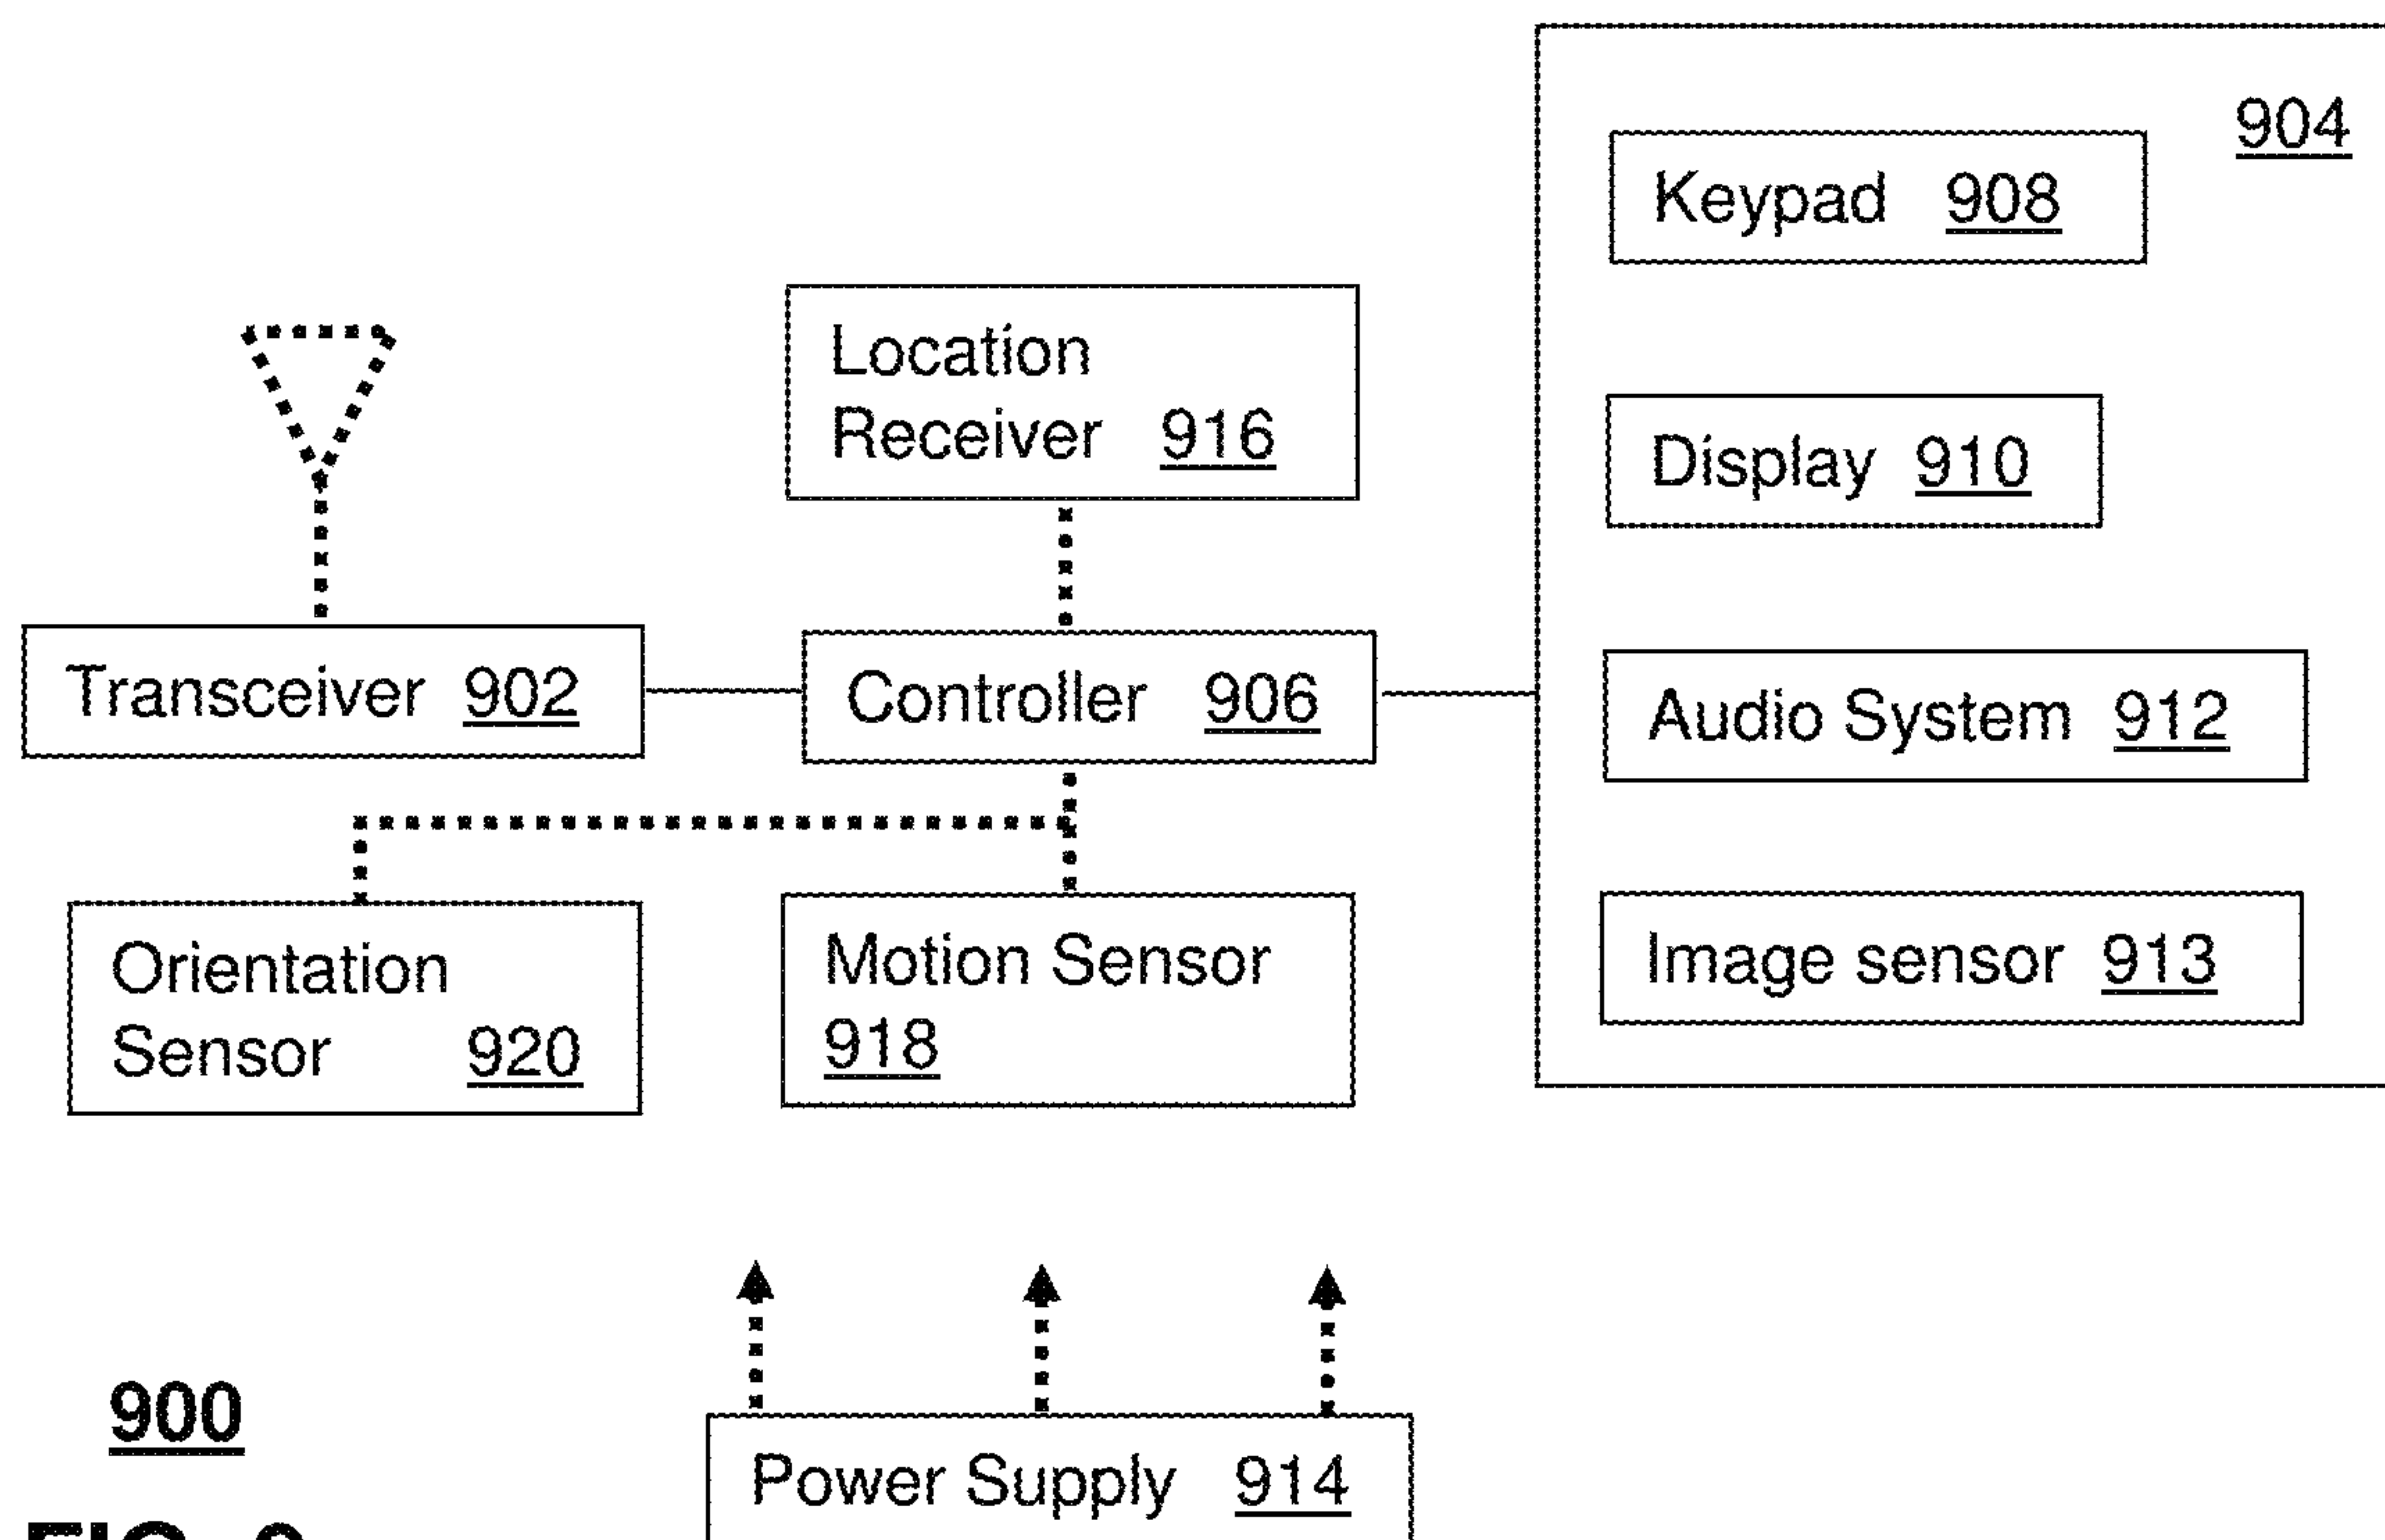 904
Keypad 908
Location
Receiver 916
Display 910
Transceiver 902
Controller 906
Audio System 912
Orientation
Sensor 920
Motion Sensor
918
Image sensor 913
900
Power Supply 914